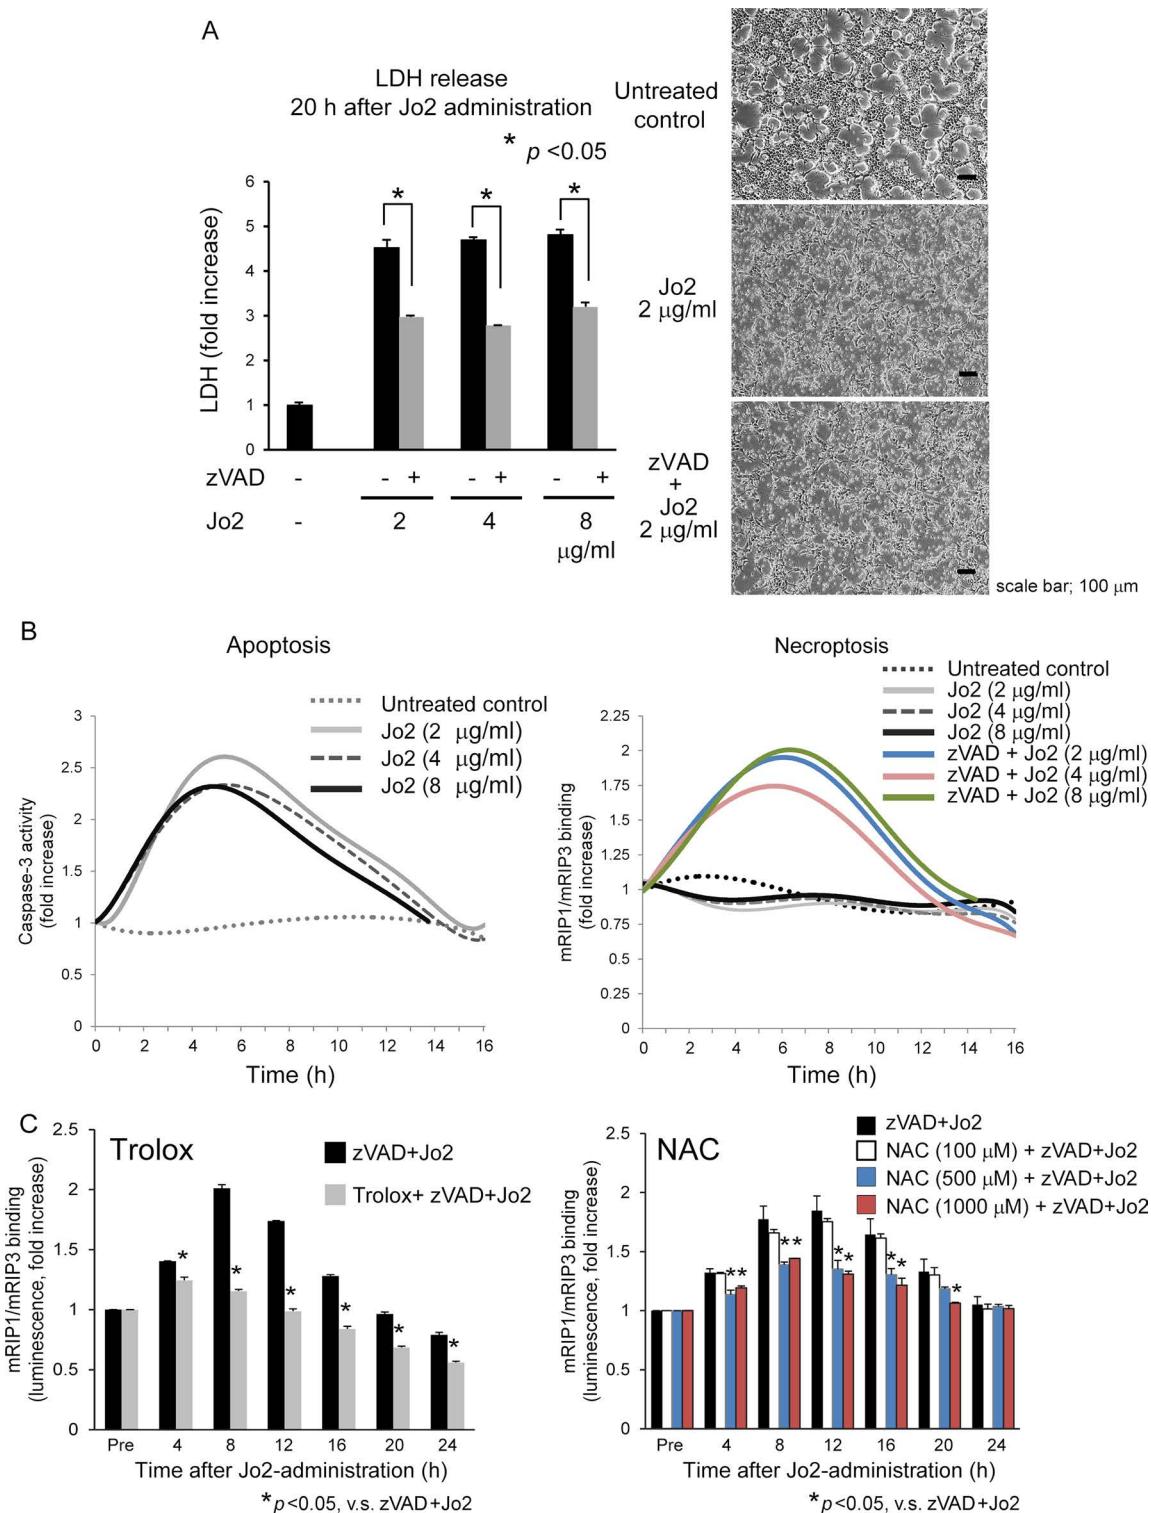 A
LDH release
20 h after Jo2 administration
* p <0.05
LDH (fold increase)
6
5
4
3
2
1
0
* * *
zVAD - - + - + - +
Jo2 - 2 4 8
μg/ml
Untreated
control
Jo2
2 μg/ml
zVAD
+
Jo2
2 μg/ml
scale bar; 100 μm
B
Apoptosis
Untreated control
Jo2 (2 μg/ml)
Jo2 (4 μg/ml)
Jo2 (8 μg/ml)
Caspase-3 activity
(fold increase)
3
2.5
2
1.5
1
0.5
0
0 2 4 6 8 10 12 14 16
Time (h)
Necroptosis
Untreated control
Jo2 (2 μg/ml)
Jo2 (4 μg/ml)
Jo2 (8 μg/ml)
zVAD + Jo2 (2 μg/ml)
zVAD + Jo2 (4 μg/ml)
zVAD + Jo2 (8 μg/ml)
mRIP1/mRIP3 binding
(fold increase)
2.25
2
1.75
1.5
1.25
1
0.75
0.5
0.25
0
0 2 4 6 8 10 12 14 16
Time (h)
C
Trolox
zVAD+Jo2
Trolox+ zVAD+Jo2
mRIP1/mRIP3 binding
(luminescence, fold increase)
2.5
2
1.5
1
0.5
0
* * * * * *
Pre 4 8 12 16 20 24
Time after Jo2-administration (h)
*p<0.05, v.s. zVAD+Jo2
NAC
zVAD+Jo2
NAC (100 μM) + zVAD+Jo2
NAC (500 μM) + zVAD+Jo2
NAC (1000 μM) + zVAD+Jo2
mRIP1/mRIP3 binding
(luminescence, fold increase)
2.5
2
1.5
1
0.5
0
** ** ** ** *
Pre 4 8 12 16 20 24
Time after Jo2-administration (h)
*p<0.05, v.s. zVAD+Jo2